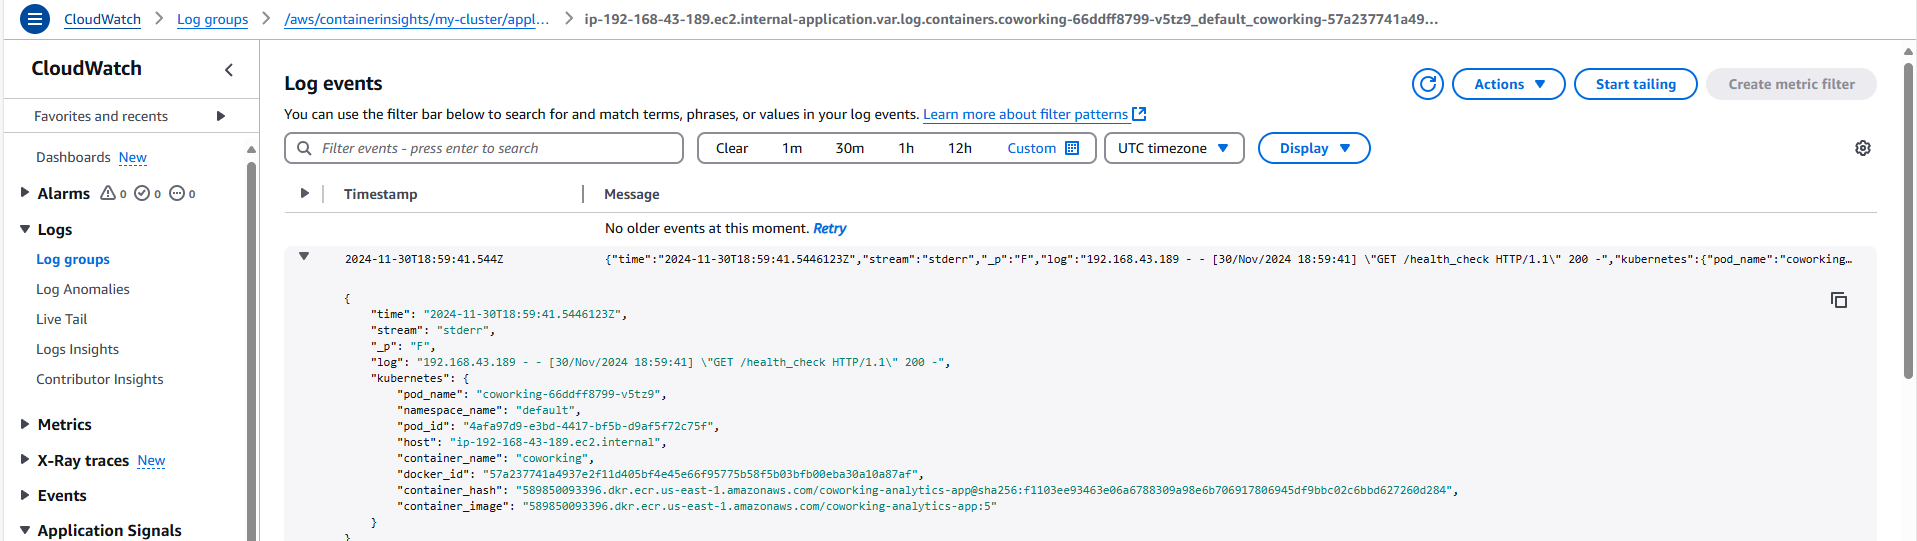 CloudWatch
Log groups
/aws/containerinsights/my-cluster/appl...
ip-192-168-43-189.ec2.internal-application.var.log.containers.coworking-66ddff8799-v5tz9_default_coworking-57a237741a49...
CloudWatch
Favorites and recents
Dashboards New
Alarms 0 0 0
Logs
Log groups
Log Anomalies
Live Tail
Logs Insights
Contributor Insights
Metrics
X-Ray traces New
Events
Application Signals
Log events
Actions
Start tailing
Create metric filter
You can use the filter bar below to search for and match terms, phrases, or values in your log events. Learn more about filter patterns
Filter events - press enter to search
Clear 1m 30m 1h 12h Custom
UTC timezone
Display
Timestamp Message
No older events at this moment. Retry
2024-11-30T18:59:41.544Z {"time":"2024-11-30T18:59:41.5446123Z","stream":"stderr","_p":"F","log":"192.168.43.189 - - [30/Nov/2024 18:59:41] \"GET /health_check HTTP/1.1\" 200 -","kubernetes":{"pod_name":"coworking...
{
"time": "2024-11-30T18:59:41.5446123Z",
"stream": "stderr",
"_p": "F",
"log": "192.168.43.189 - - [30/Nov/2024 18:59:41] \"GET /health_check HTTP/1.1\" 200 -",
"kubernetes": {
"pod_name": "coworking-66ddff8799-v5tz9",
"namespace_name": "default",
"pod_id": "4afa97d9-e3bd-4417-bf5b-d9af5f72c75f",
"host": "ip-192-168-43-189.ec2.internal",
"container_name": "coworking",
"docker_id": "57a237741a4937e2f11d405bf4e45e66f95775b58f5b03bfb00eba30a10a87af",
"container_hash": "589850093396.dkr.ecr.us-east-1.amazonaws.com/coworking-analytics-app@sha256:f1103ee93463e06a6788309a98e6b706917806945df9bbc02c6bbd627260d284",
"container_image": "589850093396.dkr.ecr.us-east-1.amazonaws.com/coworking-analytics-app:5"
}
}